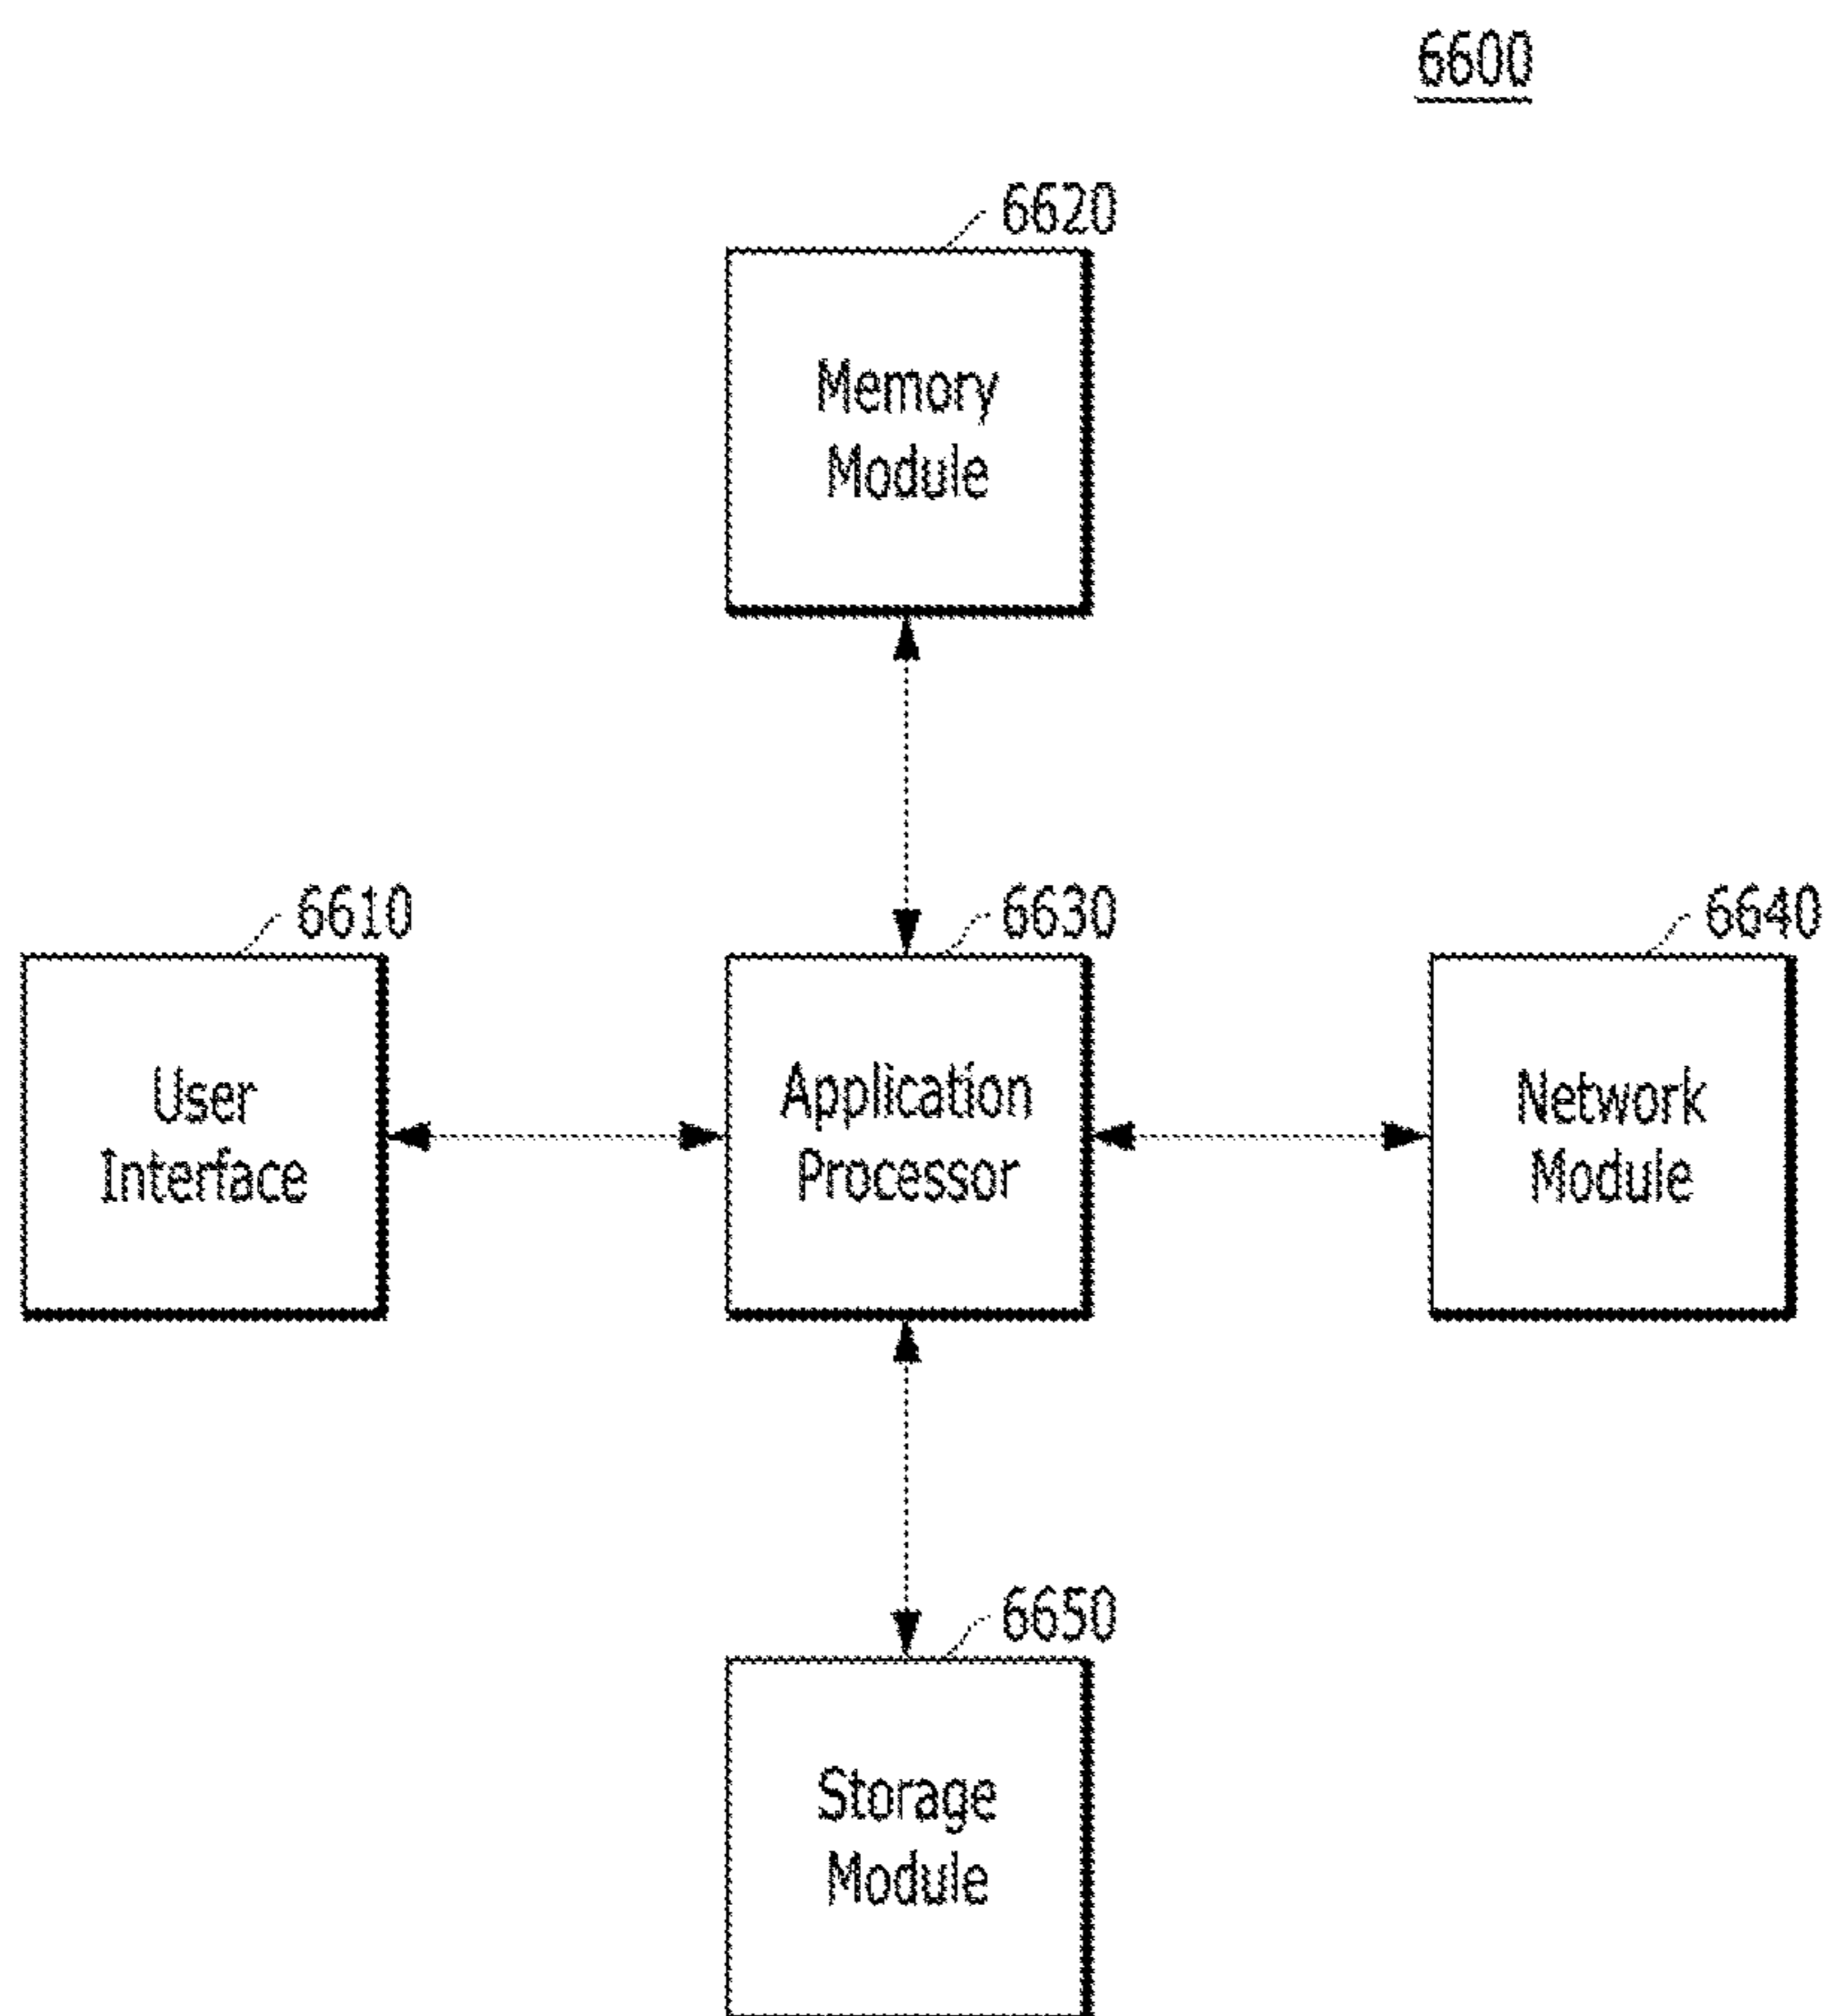 6600
6620
Memory
Module
6610
6630
6640
User
Interface
Application
Processor
Network
Module
6650
Storage
Module